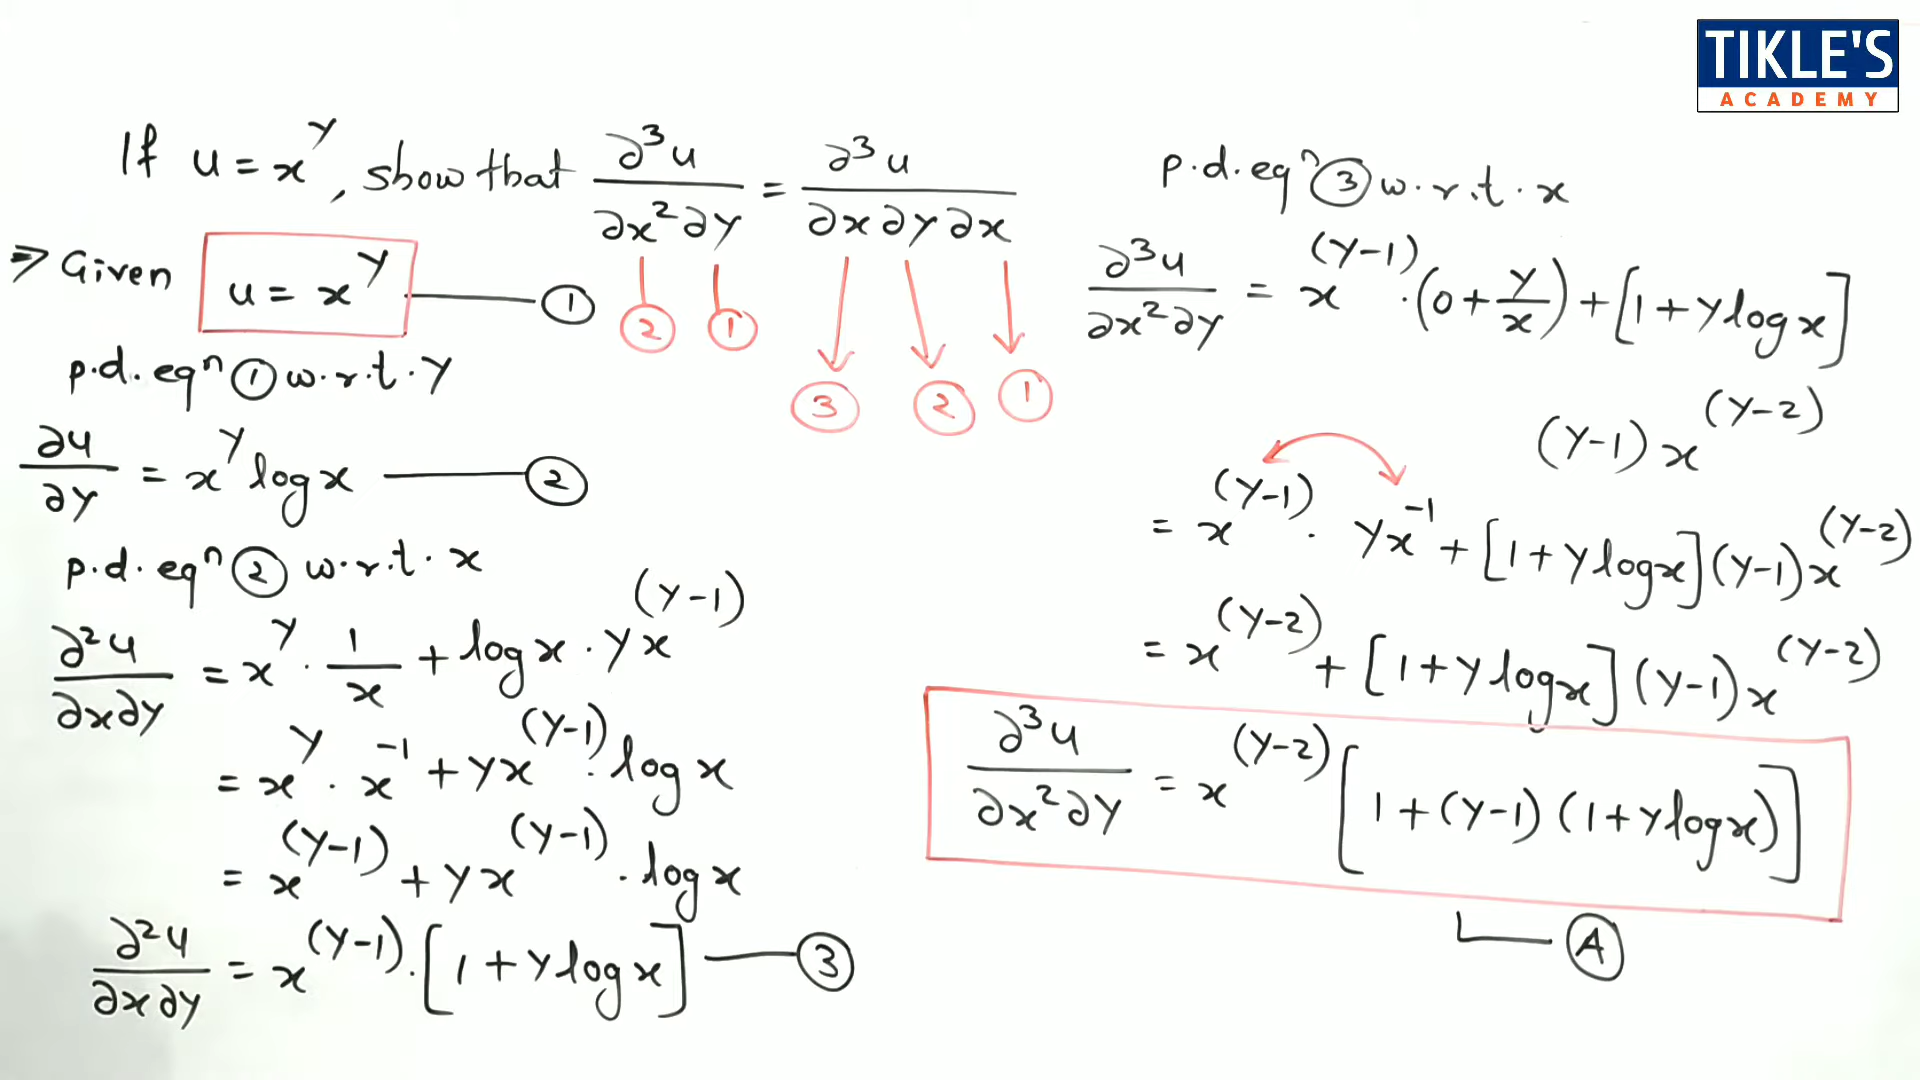 TIKLE'S
ACADEMY
If u = x^y, show that ∂³u/∂x²∂y = ∂³u/∂x∂y∂x
② ① ③ ② ①
⇒ Given u = x^y —— ①
p.d. eqⁿ ① w.r.t. y
∂u/∂y = x^y log x —— ②
p.d. eqⁿ ② w.r.t. x
∂²u/∂x∂y = x^y · 1/x + log x · y x^(y-1)
= x^y · x^-1 + y x^(y-1) · log x
= x^(y-1) + y x^(y-1) · log x
∂²u/∂x∂y = x^(y-1) · [1 + y log x] —— ③
p.d. eqⁿ ③ w.r.t. x
∂³u/∂x²∂y = x^(y-1) · (0 + y/x) + [1 + y log x]
(y-1) x^(y-2)
= x^(y-1) · y x^-1 + [1 + y log x] (y-1) x^(y-2)
= x^(y-2) + [1 + y log x] (y-1) x^(y-2)
∂³u/∂x²∂y = x^(y-2) [1 + (y-1) (1 + y log x)]
—— Ⓐ